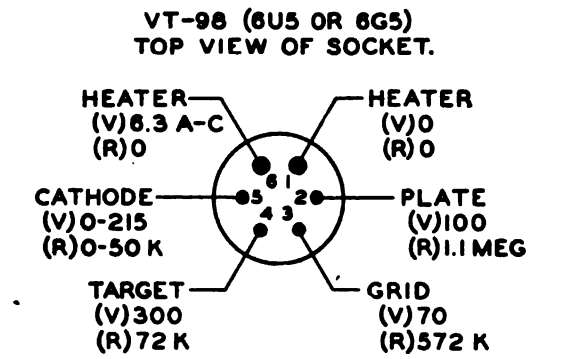 VT-98 (6U5 OR 6G5)
TOP VIEW OF SOCKET.
HEATER
(V)6.3 A-C
(R)0
HEATER
(V)0
(R)0
6 1
CATHODE
(V)0-215
(R)0-50 K
5 2
PLATE
(V)100
(R)1.1 MEG
4 3
TARGET
(V)300
(R)72 K
GRID
(V)70
(R)572 K